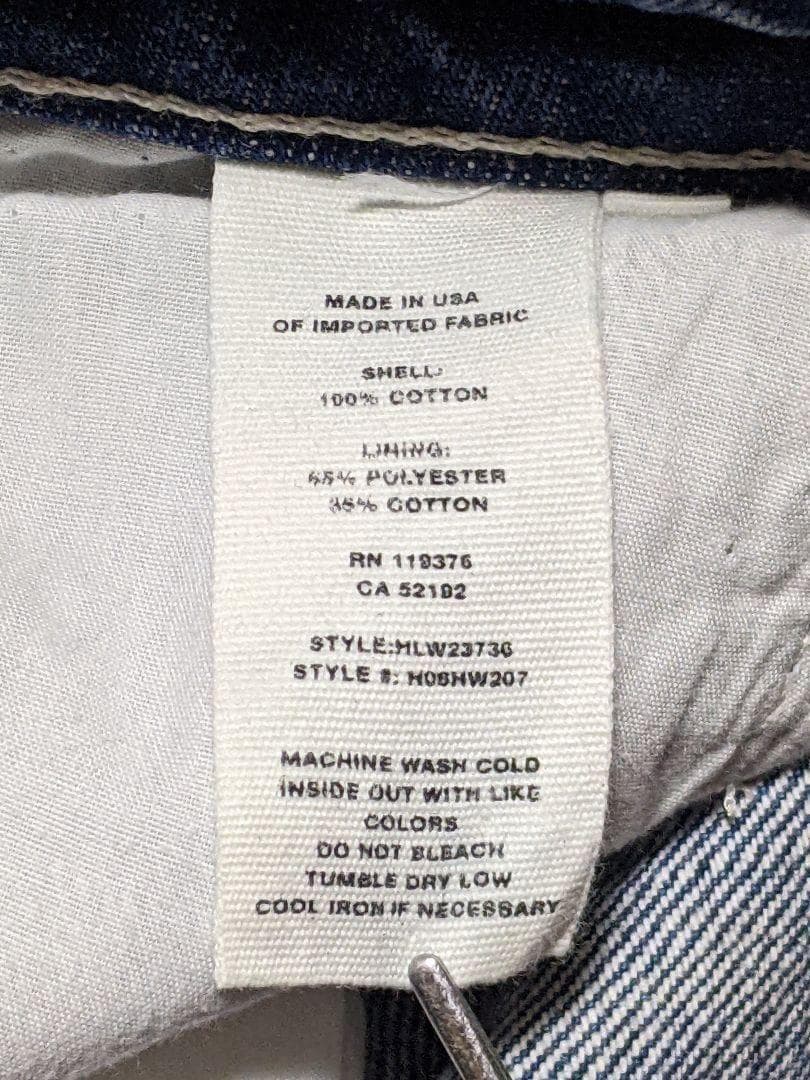 MADE IN USA
OF IMPORTED FABRIC
SHELL:
100% COTTON
LINING:
65% POLYESTER
35% COTTON
RN 119376
CA 52192
STYLE:HLW23736
STYLE #: H06HW207
MACHINE WASH COLD
INSIDE OUT WITH LIKE
COLORS
DO NOT BLEACH
TUMBLE DRY LOW
COOL IRON IF NECESSARY